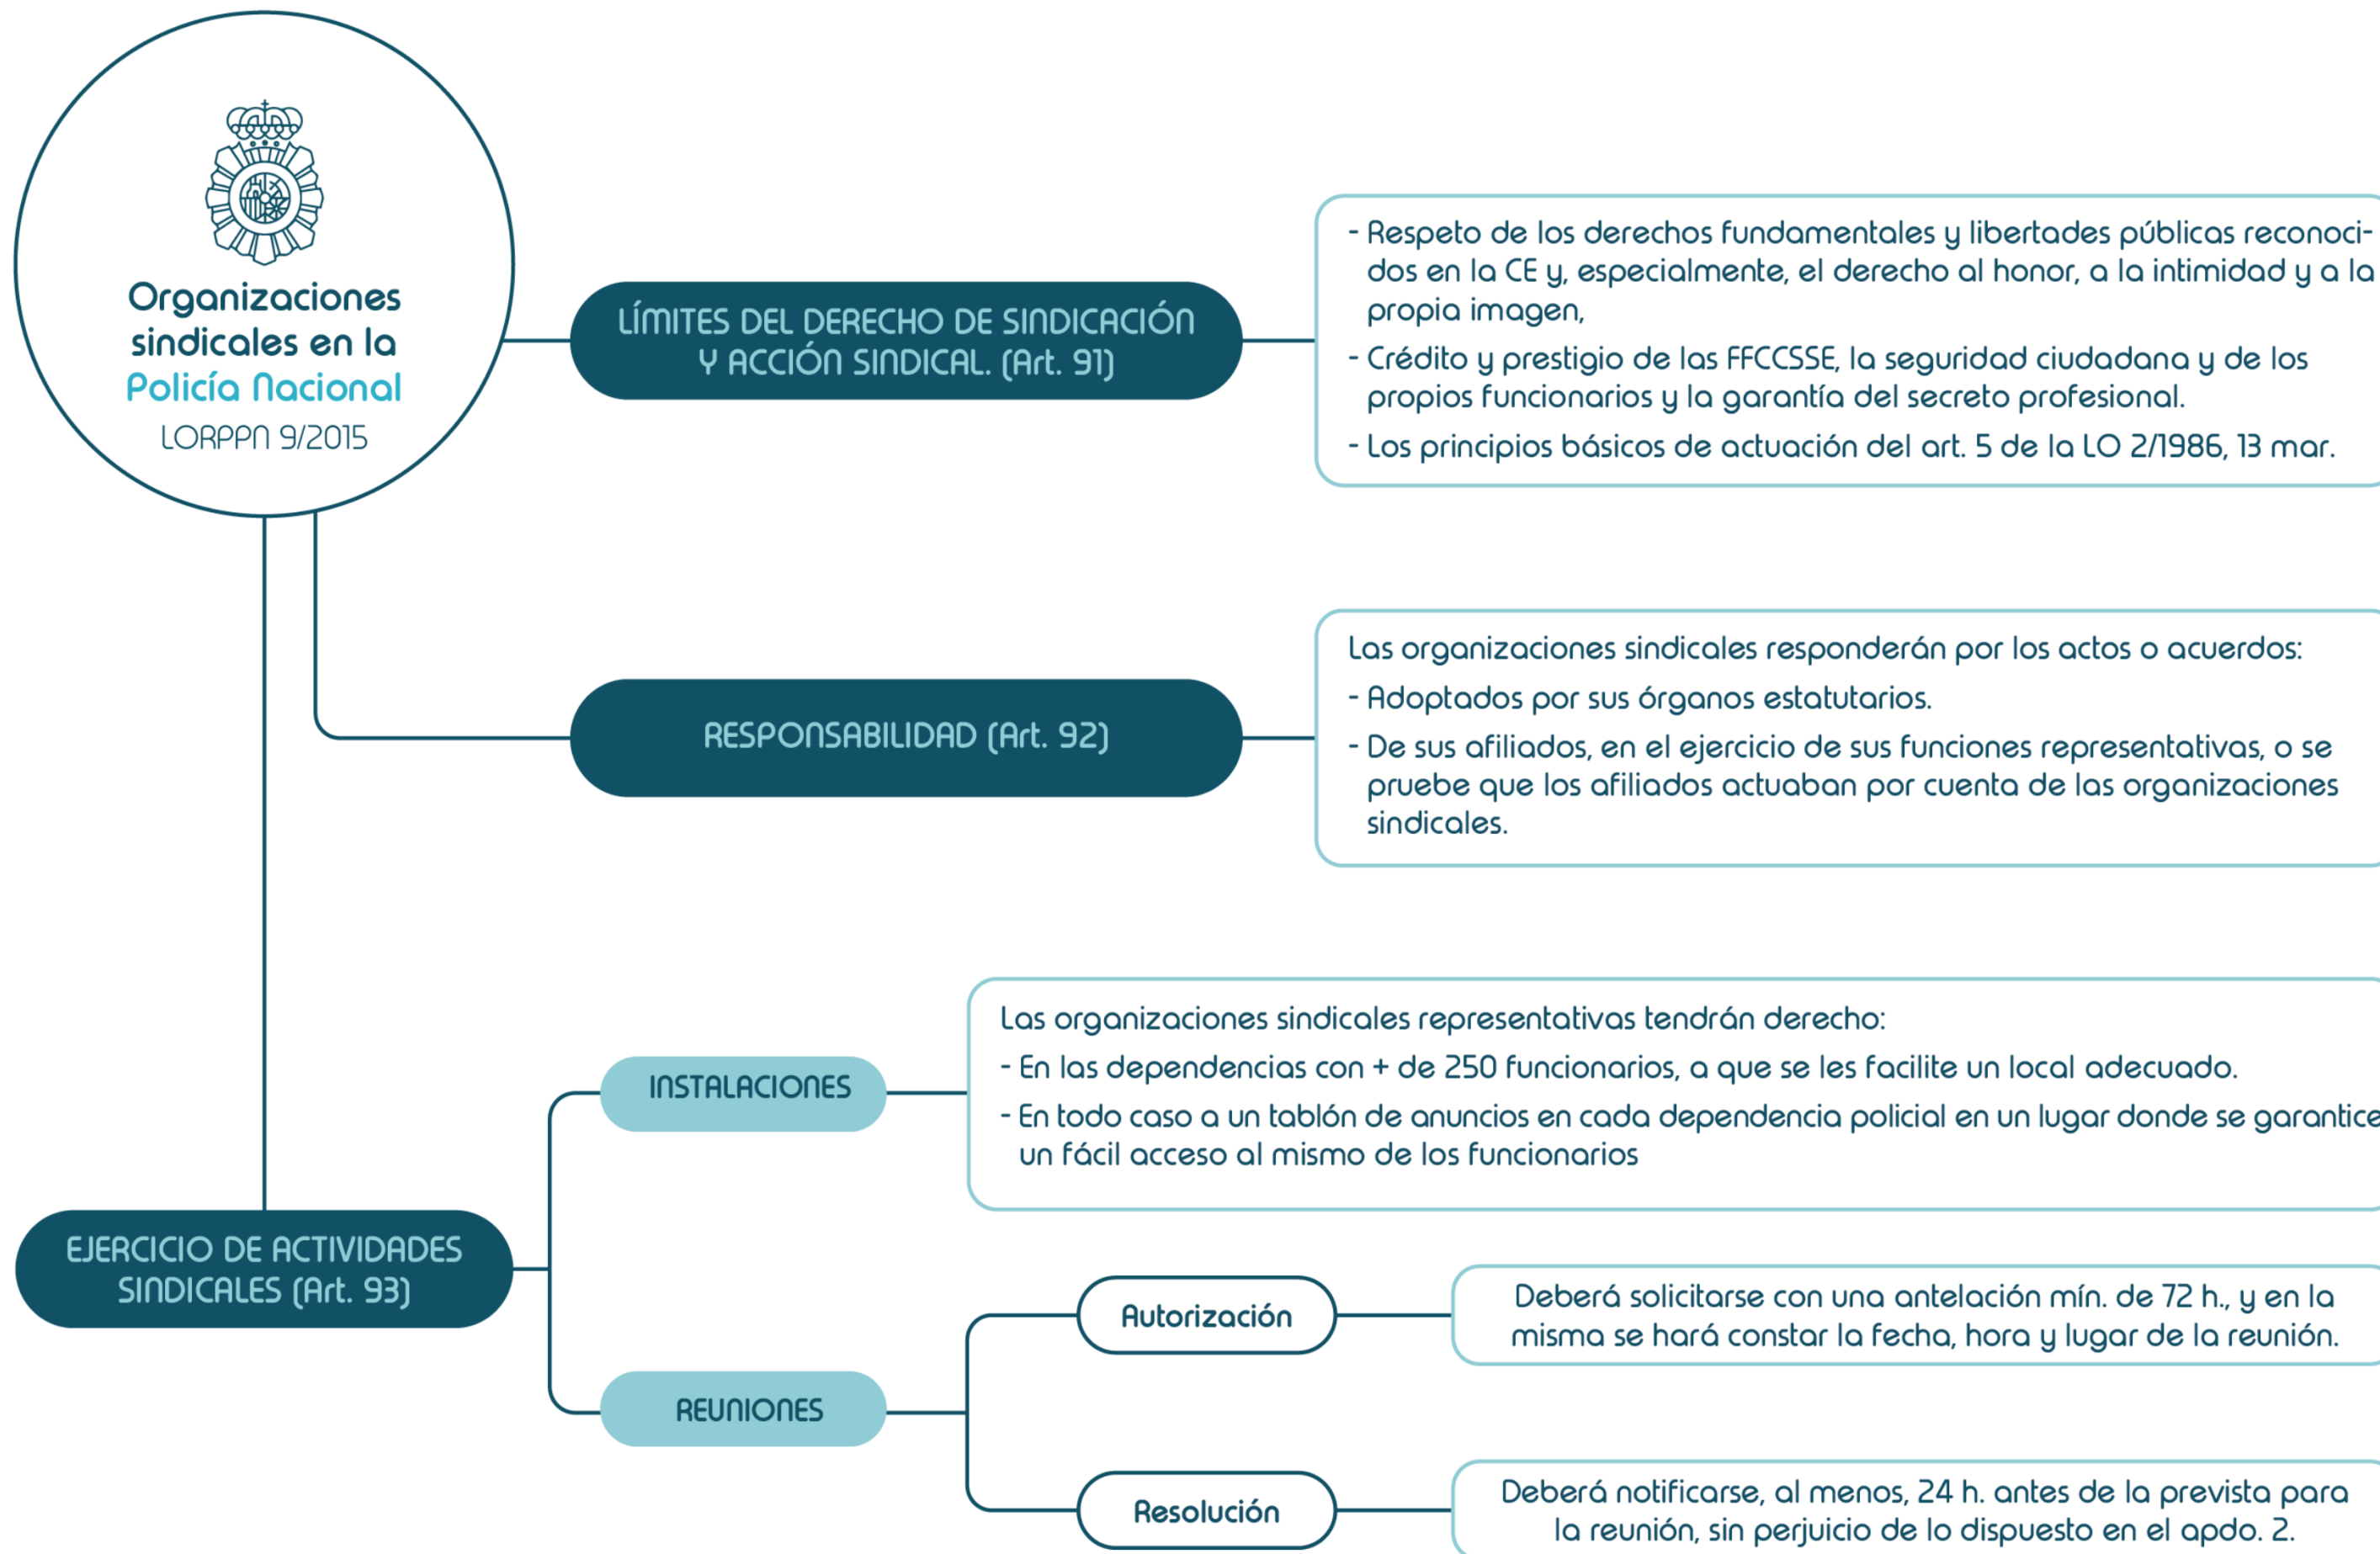 Organizaciones
sindicales en la
Policía Nacional
LORPPN 9/2015
LÍMITES DEL DERECHO DE SINDICACIÓN
Y ACCIÓN SINDICAL. (Art. 91)
- Respeto de los derechos fundamentales y libertades públicas reconoci-
dos en la CE y, especialmente, el derecho al honor, a la intimidad y a la
propia imagen,
- Crédito y prestigio de las FFCCSSE, la seguridad ciudadana y de los
propios funcionarios y la garantía del secreto profesional.
- Los principios básicos de actuación del art. 5 de la LO 2/1986, 13 mar.
RESPONSABILIDAD (Art. 92)
Las organizaciones sindicales responderán por los actos o acuerdos:
- Adoptados por sus órganos estatutarios.
- De sus afiliados, en el ejercicio de sus funciones representativas, o se
pruebe que los afiliados actuaban por cuenta de las organizaciones
sindicales.
EJERCICIO DE ACTIVIDADES
SINDICALES (Art. 93)
INSTALACIONES
Las organizaciones sindicales representativas tendrán derecho:
- En las dependencias con + de 250 funcionarios, a que se les facilite un local adecuado.
- En todo caso a un tablón de anuncios en cada dependencia policial en un lugar donde se garantice
un fácil acceso al mismo de los funcionarios
REUNIONES
Autorización
Deberá solicitarse con una antelación mín. de 72 h., y en la
misma se hará constar la fecha, hora y lugar de la reunión.
Resolución
Deberá notificarse, al menos, 24 h. antes de la prevista para
la reunión, sin perjuicio de lo dispuesto en el apdo. 2.